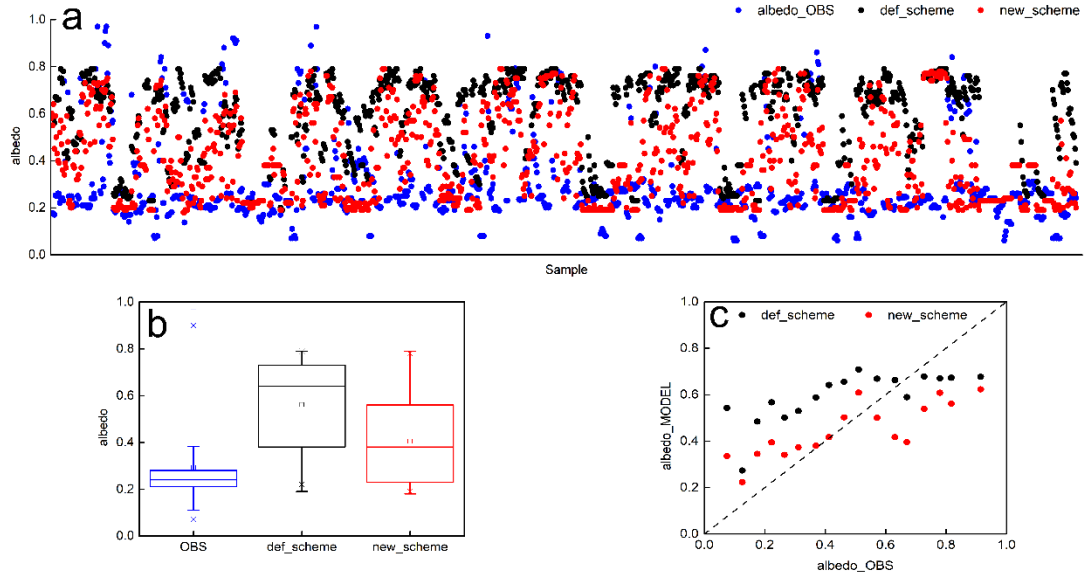 a
albedo_OBS def_scheme new_scheme
1.0
0.8
0.6
0.4
0.2
0.0
albedo
Sample
b
1.0
0.8
0.6
0.4
0.2
0.0
albedo
OBS def_scheme new_scheme
c
def_scheme new_scheme
1.0
0.8
0.6
0.4
0.2
0.0
albedo_MODEL
0.0 0.2 0.4 0.6 0.8 1.0
albedo_OBS